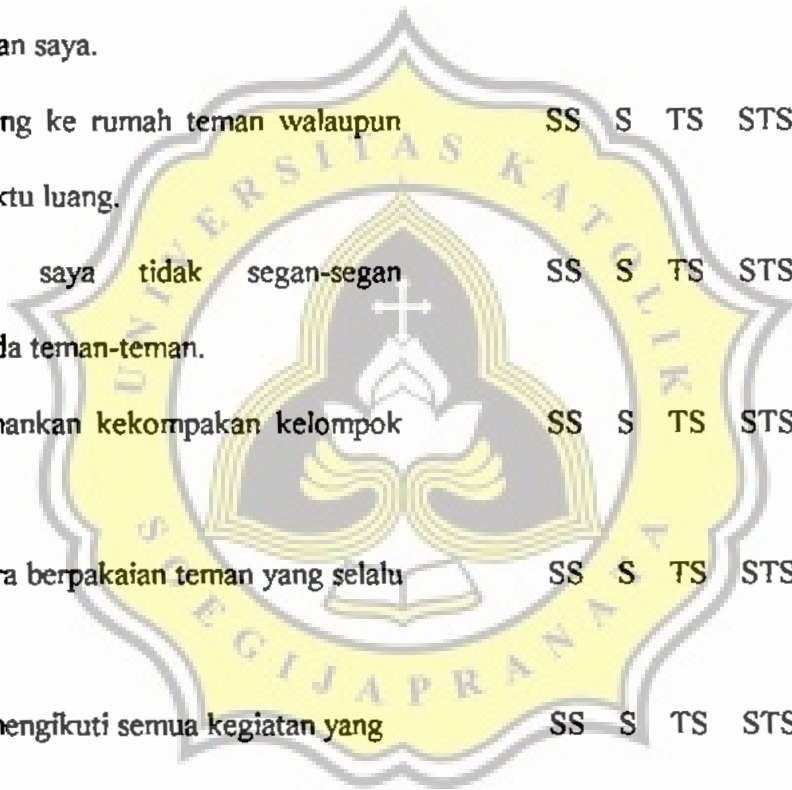 an saya.
ng ke rumah teman walaupun SS S TS STS
ktu luang.
saya tidak segan-segan SS S TS STS
da teman-teman.
nankan kekompakan kelompok SS S TS STS
ra berpakaian teman yang selalu SS S TS STS
nengikuti semua kegiatan yang SS S TS STS
UNIVERSITAS KATOLIK
SOEGIJAPRANATA